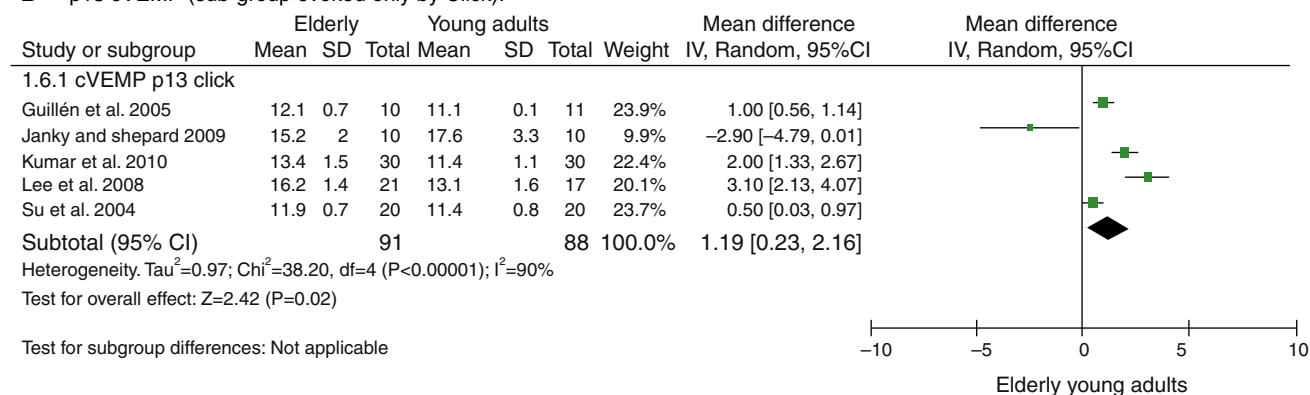 p13 cVEMP (sub-group evoked only by Click).
Elderly Young adults Mean difference Mean difference
Study or subgroup Mean SD Total Mean SD Total Weight IV, Random, 95%CI IV, Random, 95%CI
1.6.1 cVEMP p13 click
Guillén et al. 2005 12.1 0.7 10 11.1 0.1 11 23.9% 1.00 [0.56, 1.14]
Janky and shepard 2009 15.2 2 10 17.6 3.3 10 9.9% –2.90 [–4.79, 0.01]
Kumar et al. 2010 13.4 1.5 30 11.4 1.1 30 22.4% 2.00 [1.33, 2.67]
Lee et al. 2008 16.2 1.4 21 13.1 1.6 17 20.1% 3.10 [2.13, 4.07]
Su et al. 2004 11.9 0.7 20 11.4 0.8 20 23.7% 0.50 [0.03, 0.97]
Subtotal (95% CI) 91 88 100.0% 1.19 [0.23, 2.16]
Heterogeneity. Tau²=0.97; Chi²=38.20, df=4 (P<0.00001); I²=90%
Test for overall effect: Z=2.42 (P=0.02)
Test for subgroup differences: Not applicable
–10 –5 0 5 10
Elderly young adults